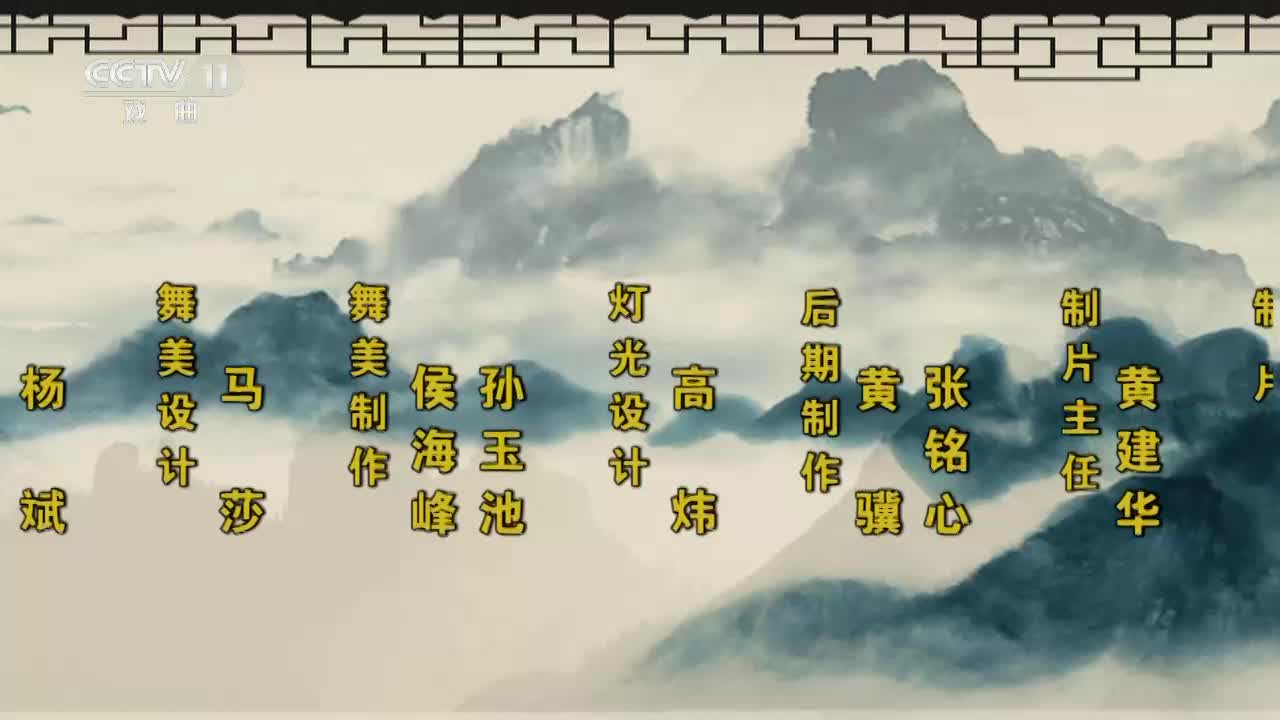 CCTV 11
戏曲
杨斌
舞美设计
马莎
舞美制作
侯海峰
孙玉池
灯光设计
高炜
后期制作
黄骥
张铭心
制片主任
黄建华
制片